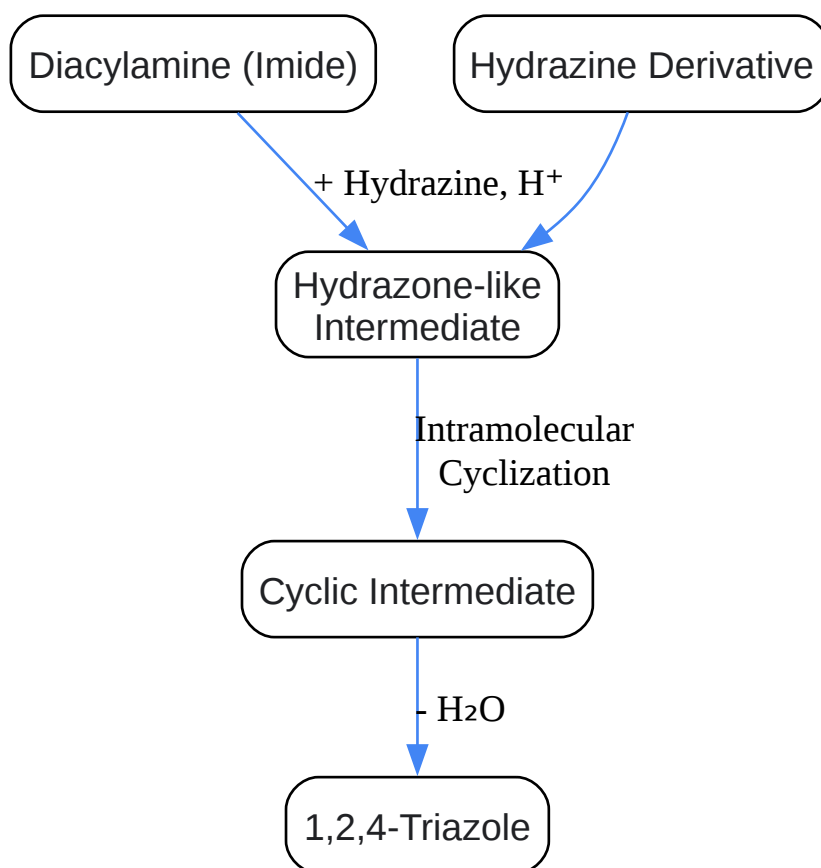 Diacylamine (Imide)
Hydrazine Derivative
+ Hydrazine, H⁺
Hydrazone-like
Intermediate
Intramolecular
Cyclization
Cyclic Intermediate
- H₂O
1,2,4-Triazole